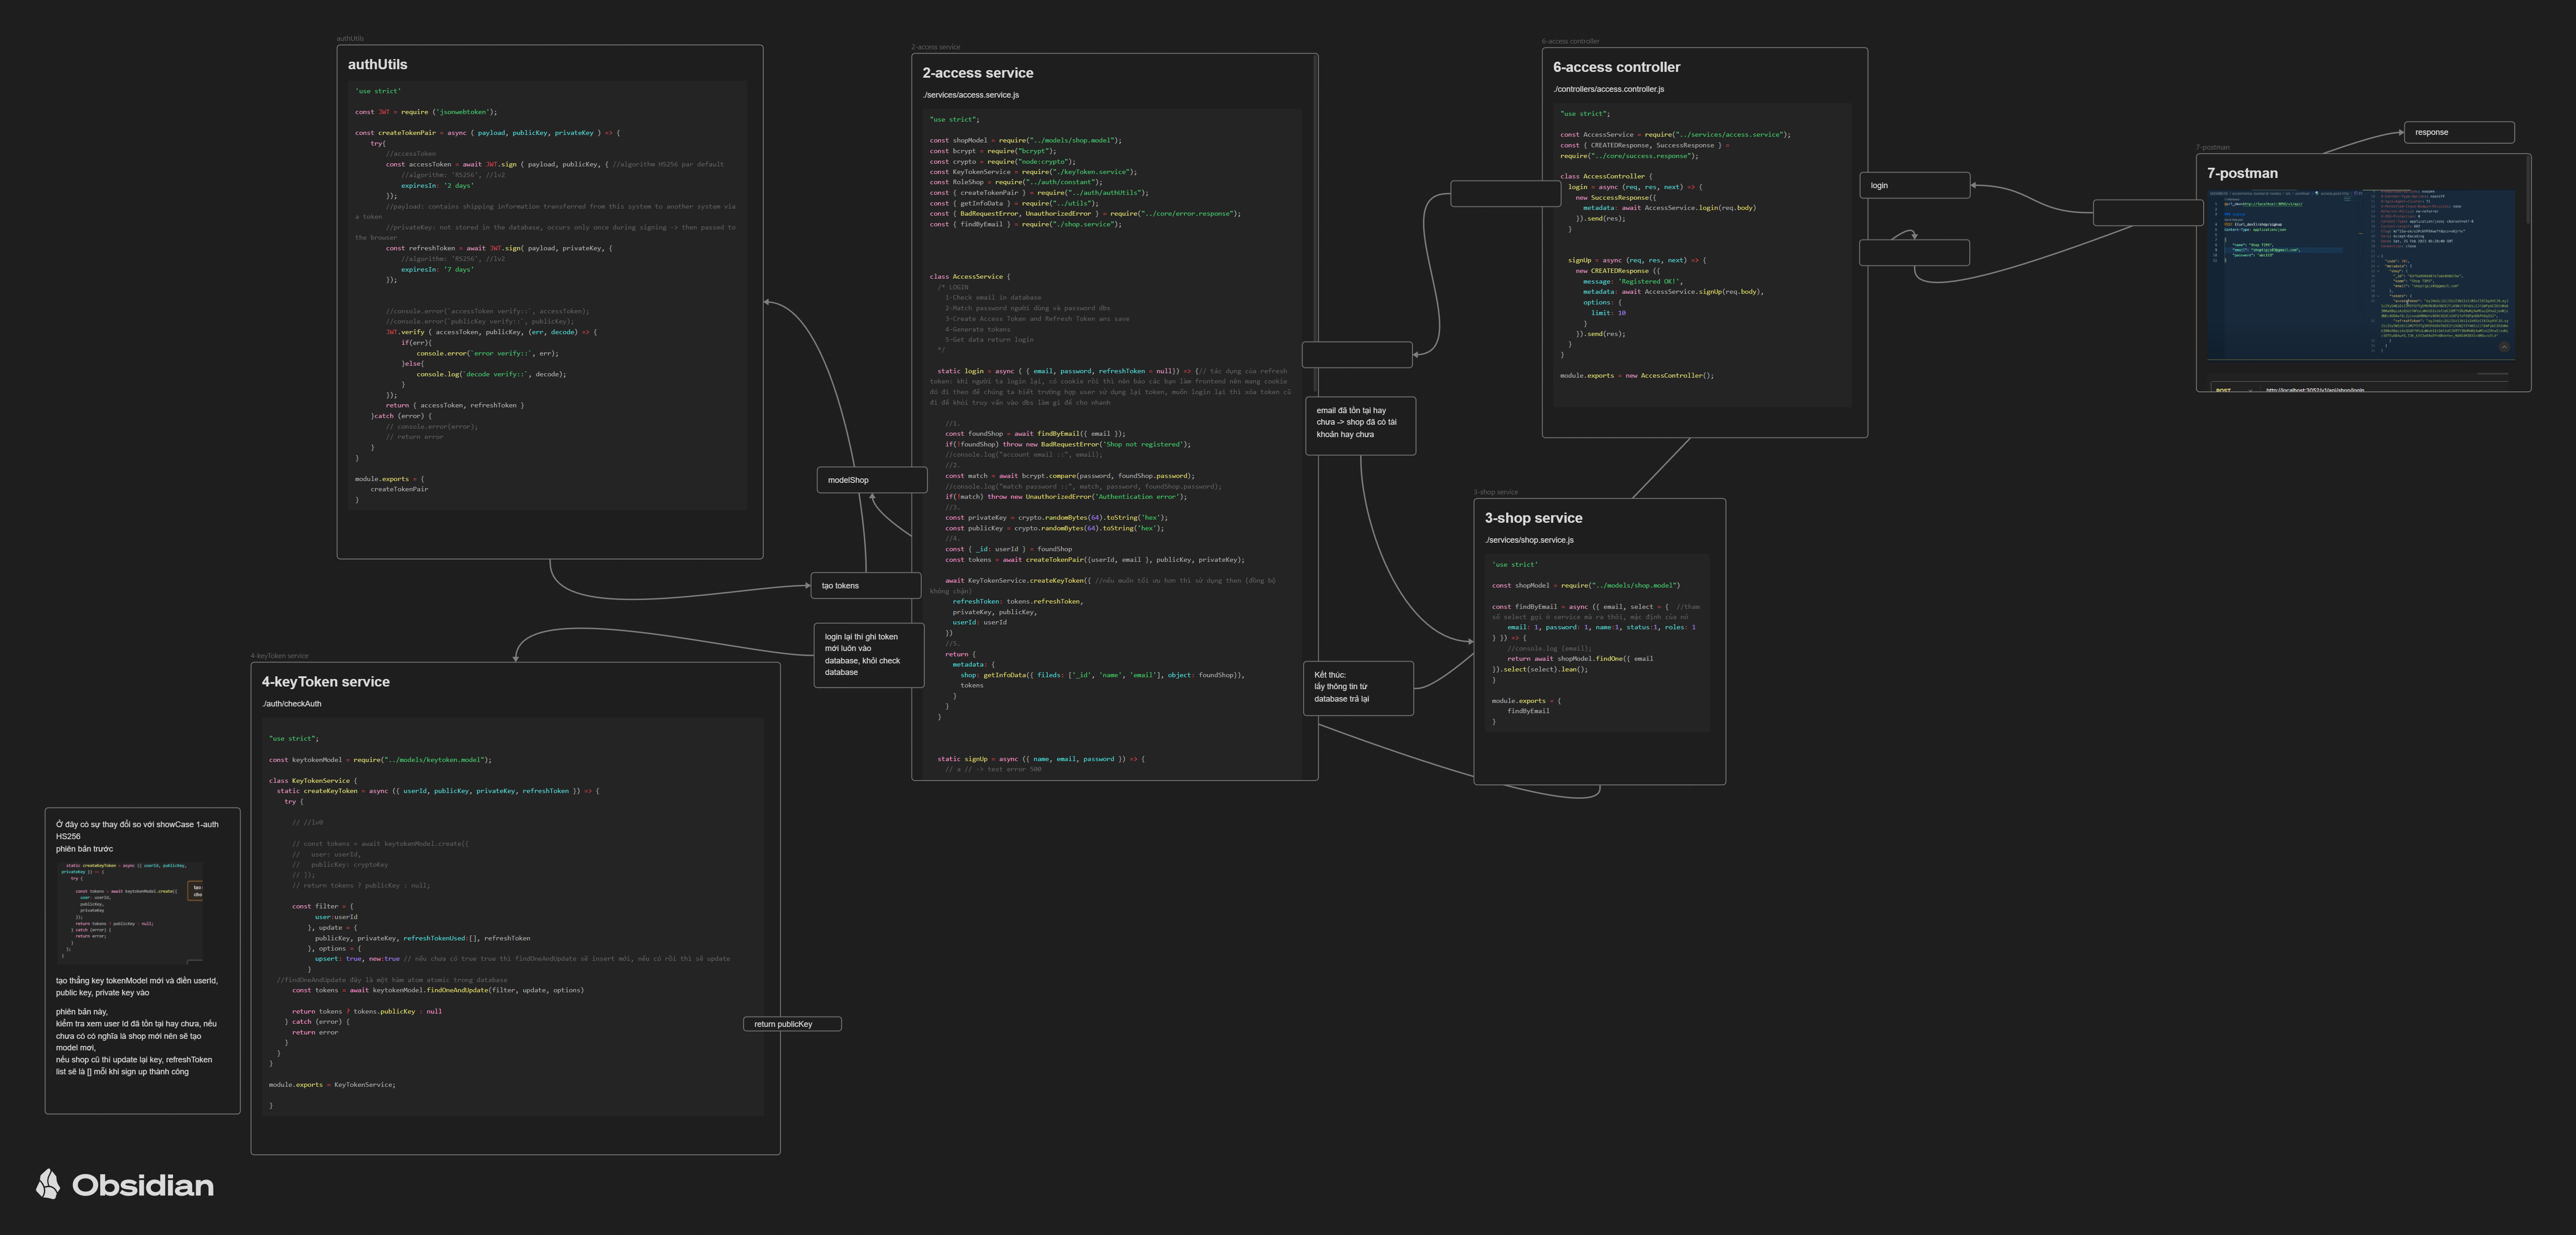 authUtils
authUtils
'use strict'
const JWT = require ('jsonwebtoken');
const createTokenPair = async ( payload, publicKey, privateKey ) => {
try{
//accessToken
const accessToken = await JWT.sign ( payload, publicKey, { //algorithm HS256 par default
//algorithm: 'RS256', //lv2
expiresIn: '2 days'
});
//payload: contains shipping information transferred from this system to another system via
a token
//privateKey: not stored in the database, occurs only once during signing -> then passed to
the browser
const refreshToken = await JWT.sign( payload, privateKey, {
//algorithm: 'RS256', //lv2
expiresIn: '7 days'
});
//console.error(`accessToken verify::`, accessToken);
//console.error(`publicKey verify::`, publicKey);
JWT.verify ( accessToken, publicKey, (err, decode) => {
if(err){
console.error(`error verify::`, err);
}else{
console.log(`decode verify::`, decode);
}
});
return { accessToken, refreshToken }
}catch (error) {
// console.error(error);
// return error
}
}
module.exports = {
createTokenPair
}
2-access service
2-access service
./services/access.service.js
"use strict";
const shopModel = require("../models/shop.model");
const bcrypt = require("bcrypt");
const crypto = require("node:crypto");
const KeyTokenService = require("./keyToken.service");
const RoleShop = require("../auth/constant");
const { createTokenPair } = require("../auth/authUtils");
const { getInfoData } = require("../utils");
const { BadRequestError, UnauthorizedError } = require("../core/error.response");
const { findByEmail } = require("./shop.service");
class AccessService {
/* LOGIN
1-Check email in database
2-Match password người dùng và password dbs
3-Create Access Token and Refresh Token ans save
4-Generate tokens
5-Get data return login
*/
static login = async ( { email, password, refreshToken = null}) => {// tác dụng của refresh
token: khi người ta login lại, có cookie rồi thì nên bảo các bạn làm frontend nên mang cookie
đó đi theo để chúng ta biết trường hợp user sử dụng lại token, muốn login lại thì xóa token cũ
đi để khỏi truy vấn vào dbs làm gì để cho nhanh
//1.
const foundShop = await findByEmail({ email });
if(!foundShop) throw new BadRequestError('Shop not registered');
//console.log("account email ::", email);
//2.
const match = await bcrypt.compare(password, foundShop.password);
//console.log("match password ::", match, password, foundShop.password);
if(!match) throw new UnauthorizedError('Authentication error');
//3.
const privateKey = crypto.randomBytes(64).toString('hex');
const publicKey = crypto.randomBytes(64).toString('hex');
//4.
const { _id: userId } = foundShop
const tokens = await createTokenPair({userId, email }, publicKey, privateKey);
await KeyTokenService.createKeyToken({ //nếu muốn tối ưu hơn thì sử dụng then (đồng bộ
không chặn)
refreshToken: tokens.refreshToken,
privateKey, publicKey,
userId: userId
})
//5.
return {
metadata: {
shop: getInfoData({ fileds: ['_id', 'name', 'email'], object: foundShop}),
tokens
}
}
}
static signUp = async ({ name, email, password }) => {
// a // -> test error 500
6-access controller
6-access controller
./controllers/access.controller.js
"use strict";
const AccessService = require("../services/access.service");
const { CREATEDResponse, SuccessResponse } =
require("../core/success.response");
class AccessController {
login = async (req, res, next) => {
new SuccessResponse({
metadata: await AccessService.login(req.body)
}).send(res);
}
signUp = async (req, res, next) => {
new CREATEDResponse ({
message: 'Registered OK!',
metadata: await AccessService.signUp(req.body),
options: {
limit: 10
}
}).send(res);
}
}
module.exports = new AccessController();
login
response
7-postman
7-postman
POST
http://localhost:3052/v1/api/shop/login
email đã tồn tại hay
chưa -> shop đã có tài
khoản hay chưa
modelShop
tạo tokens
login lại thì ghi token
mới luôn vào
database, khỏi check
database
Kết thúc:
lấy thông tin từ
database trả lại
3-shop service
3-shop service
./services/shop.service.js
'use strict'
const shopModel = require("../models/shop.model")
const findByEmail = async ({ email, select = { //tham
số select gọi ở service mà ra thôi, mặc định của nó
email: 1, password: 1, name:1, status:1, roles: 1
} }) => {
//console.log (email);
return await shopModel.findOne({ email
}).select(select).lean();
}
module.exports = {
findByEmail
}
4-keyToken service
4-keyToken service
./auth/checkAuth
"use strict";
const keytokenModel = require("../models/keytoken.model");
class KeyTokenService {
static createKeyToken = async ({ userId, publicKey, privateKey, refreshToken }) => {
try {
// //lv0
// const tokens = await keytokenModel.create({
// user: userId,
// publicKey: cryptoKey
// });
// return tokens ? publicKey : null;
const filter = {
user:userId
}, update = {
publicKey, privateKey, refreshTokenUsed:[], refreshToken
}, options = {
upsert: true, new:true // nếu chưa có true true thì findOneAndUpdate sẽ insert mới, nếu có rồi thì sẽ update
}
//findOneAndUpdate đây là một hàm atom atomic trong database
const tokens = await keytokenModel.findOneAndUpdate(filter, update, options)
return tokens ? tokens.publicKey : null
} catch (error) {
return error
}
}
}
module.exports = KeyTokenService;
}
return publicKey
Ở đây có sự thay đổi so với showCase 1-auth
HS256
phiên bản trước
static createKeyToken = async ({ userId, publicKey,
privateKey }) => {
try {
const tokens = await keytokenModel.create({
user: userId,
publicKey,
privateKey
});
return tokens ? publicKey : null;
} catch (error) {
return error;
}
};
}
tạo thẳng key tokenModel mới và điền userId,
public key, private key vào
phiên bản này,
kiểm tra xem user Id đã tồn tại hay chưa, nếu
chưa có có nghĩa là shop mới nên sẽ tạo
model mới,
nếu shop cũ thì update lại key, refreshToken
list sẽ là [] mỗi khi sign up thành công
Obsidian